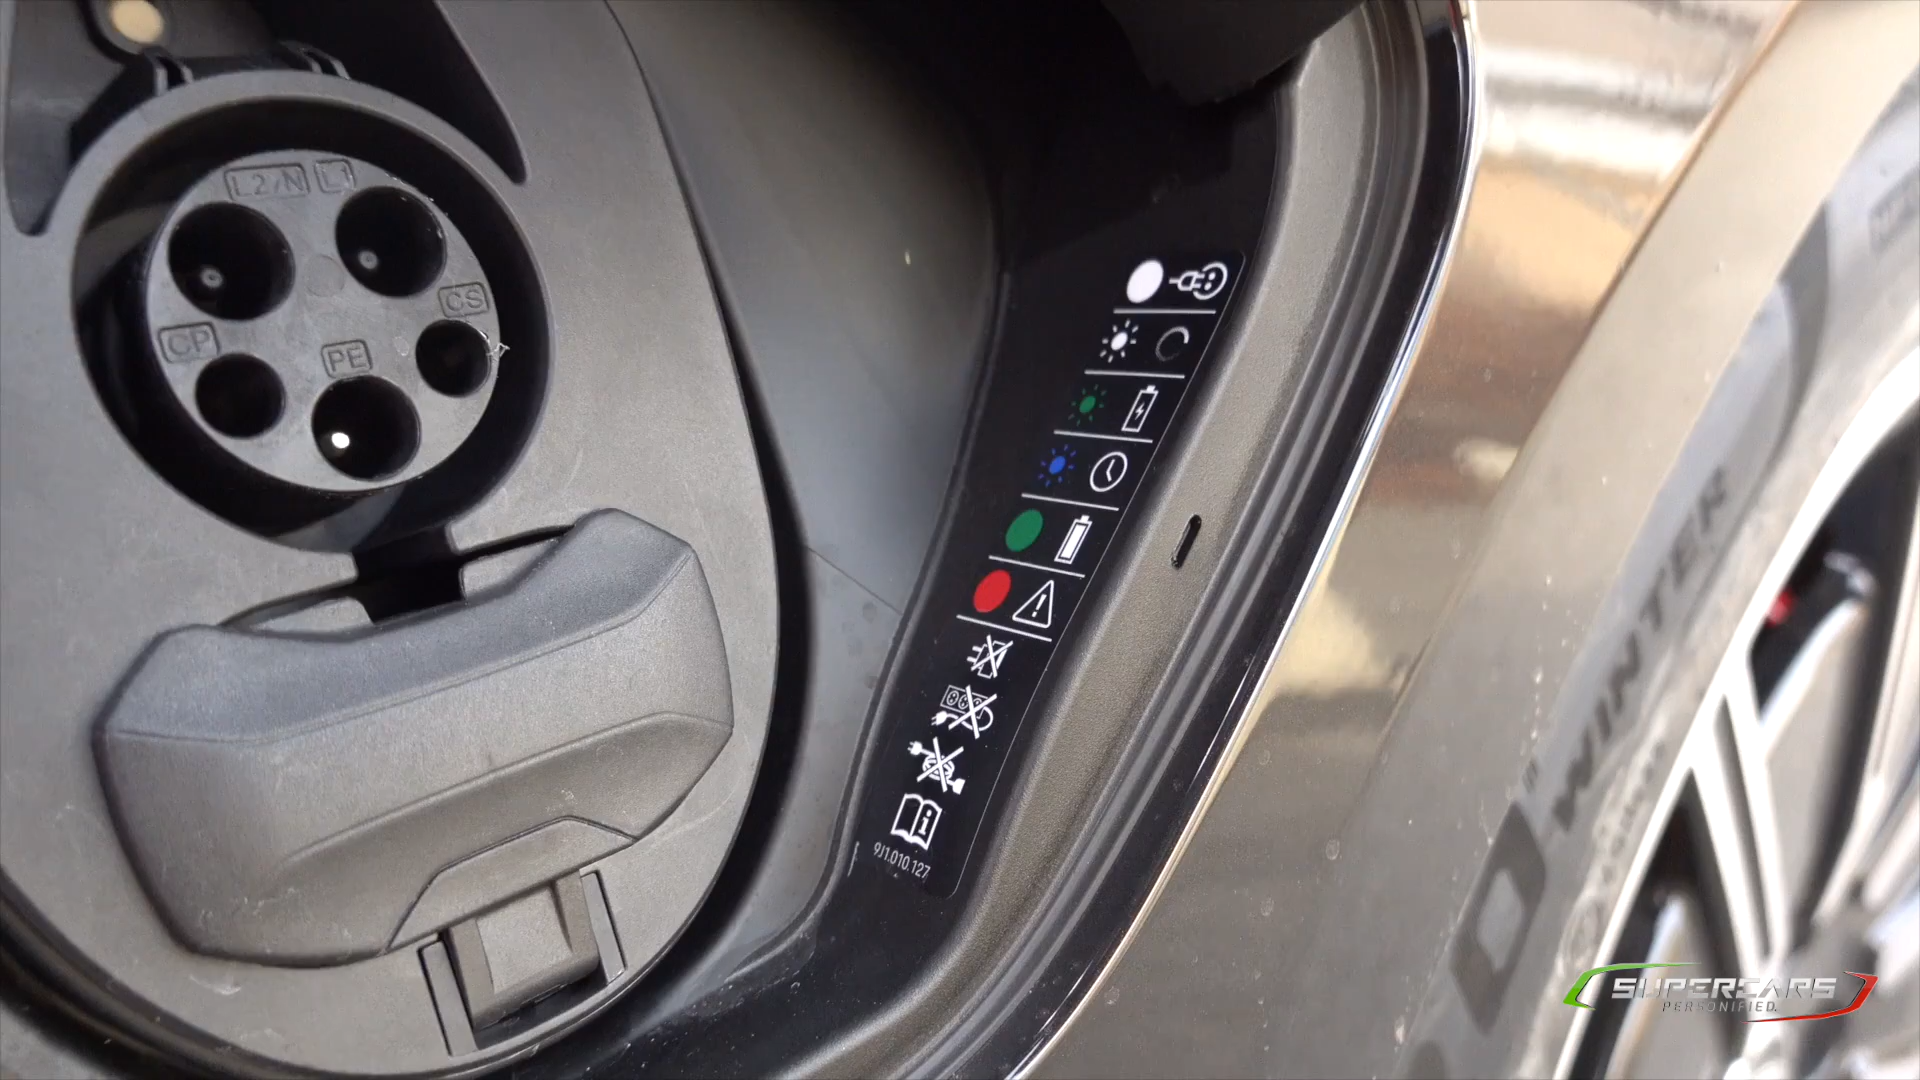 L2/N L1
CS
CP
PE
9J1.010.127
WINTER
SUPERCARS
PERSONIFIED